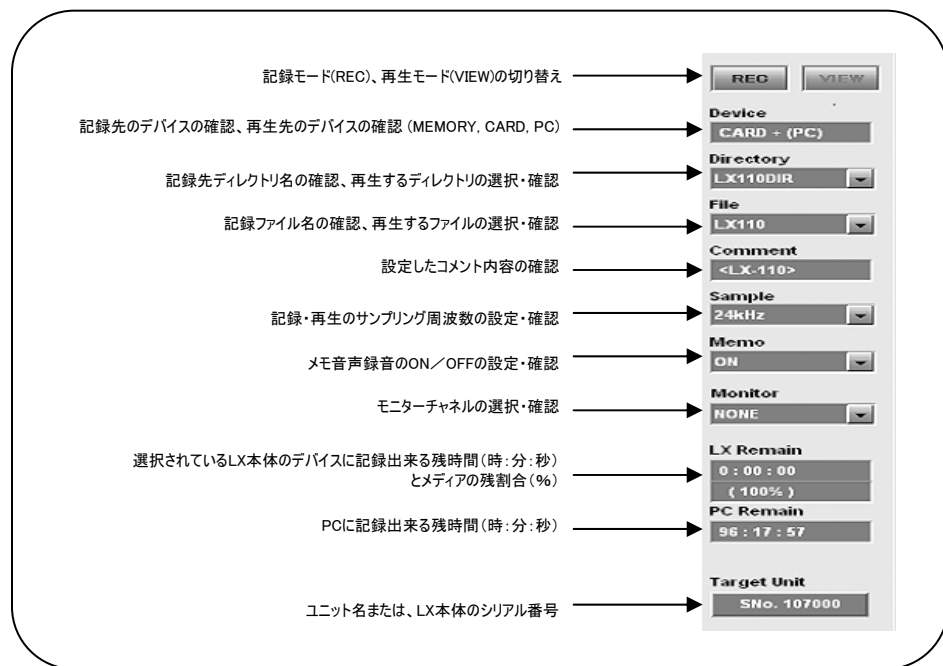 記録モード(REC)、再生モード(VIEW)の切り替え
REC VIEW
Device
記録先のデバイスの確認、再生先のデバイスの確認 (MEMORY, CARD, PC)
CARD + (PC)
Directory
記録先ディレクトリ名の確認、再生するディレクトリの選択・確認
LX110DIR
File
記録ファイル名の確認、再生するファイルの選択・確認
LX110
Comment
設定したコメント内容の確認
<LX-110>
Sample
記録・再生のサンプリング周波数の設定・確認
24kHz
Memo
メモ音声録音のON／OFFの設定・確認
ON
Monitor
モニターチャネルの選択・確認
NONE
LX Remain
選択されているLX本体のデバイスに記録出来る残時間(時:分:秒)
とメディアの残割合(%)
0 : 00 : 00
( 100% )
PC Remain
PCに記録出来る残時間(時:分:秒)
96 : 17 : 57
Target Unit
ユニット名または、LX本体のシリアル番号
SNo. 107000